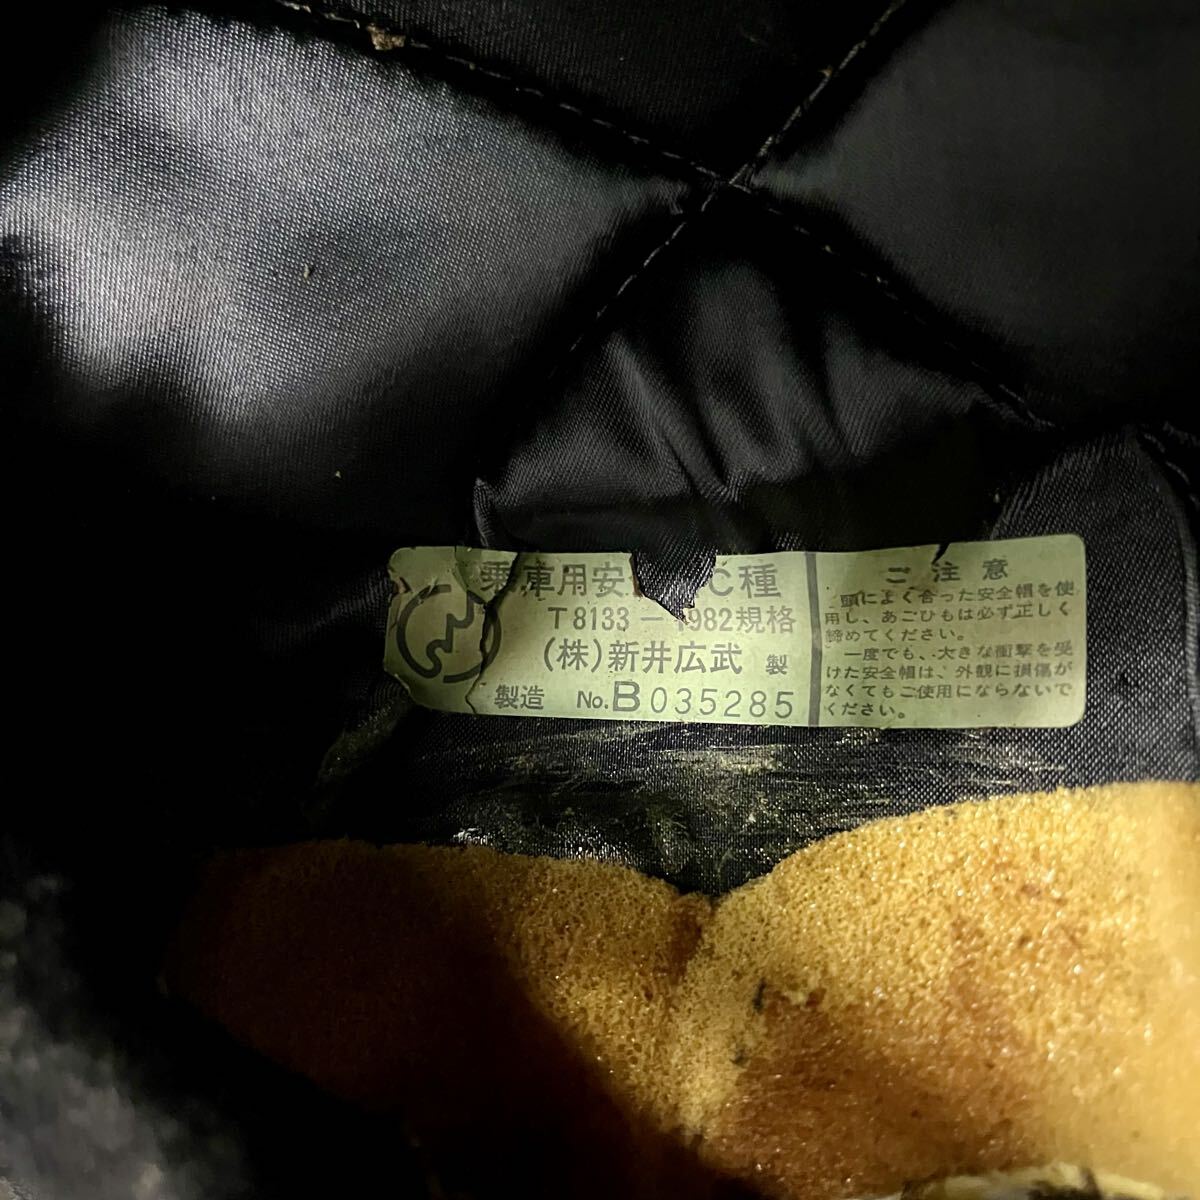 乗車用安 C種
T8133-1982規格
(株)新井広武 製
製造 No.B035285
ご注意
頭によく合った安全帽を使
用し、あごひもは必ず正しく
締めてください。
一度でも、大きな衝撃を受
けた安全帽は、外観に損傷が
なくてもご使用にならないで
ください。